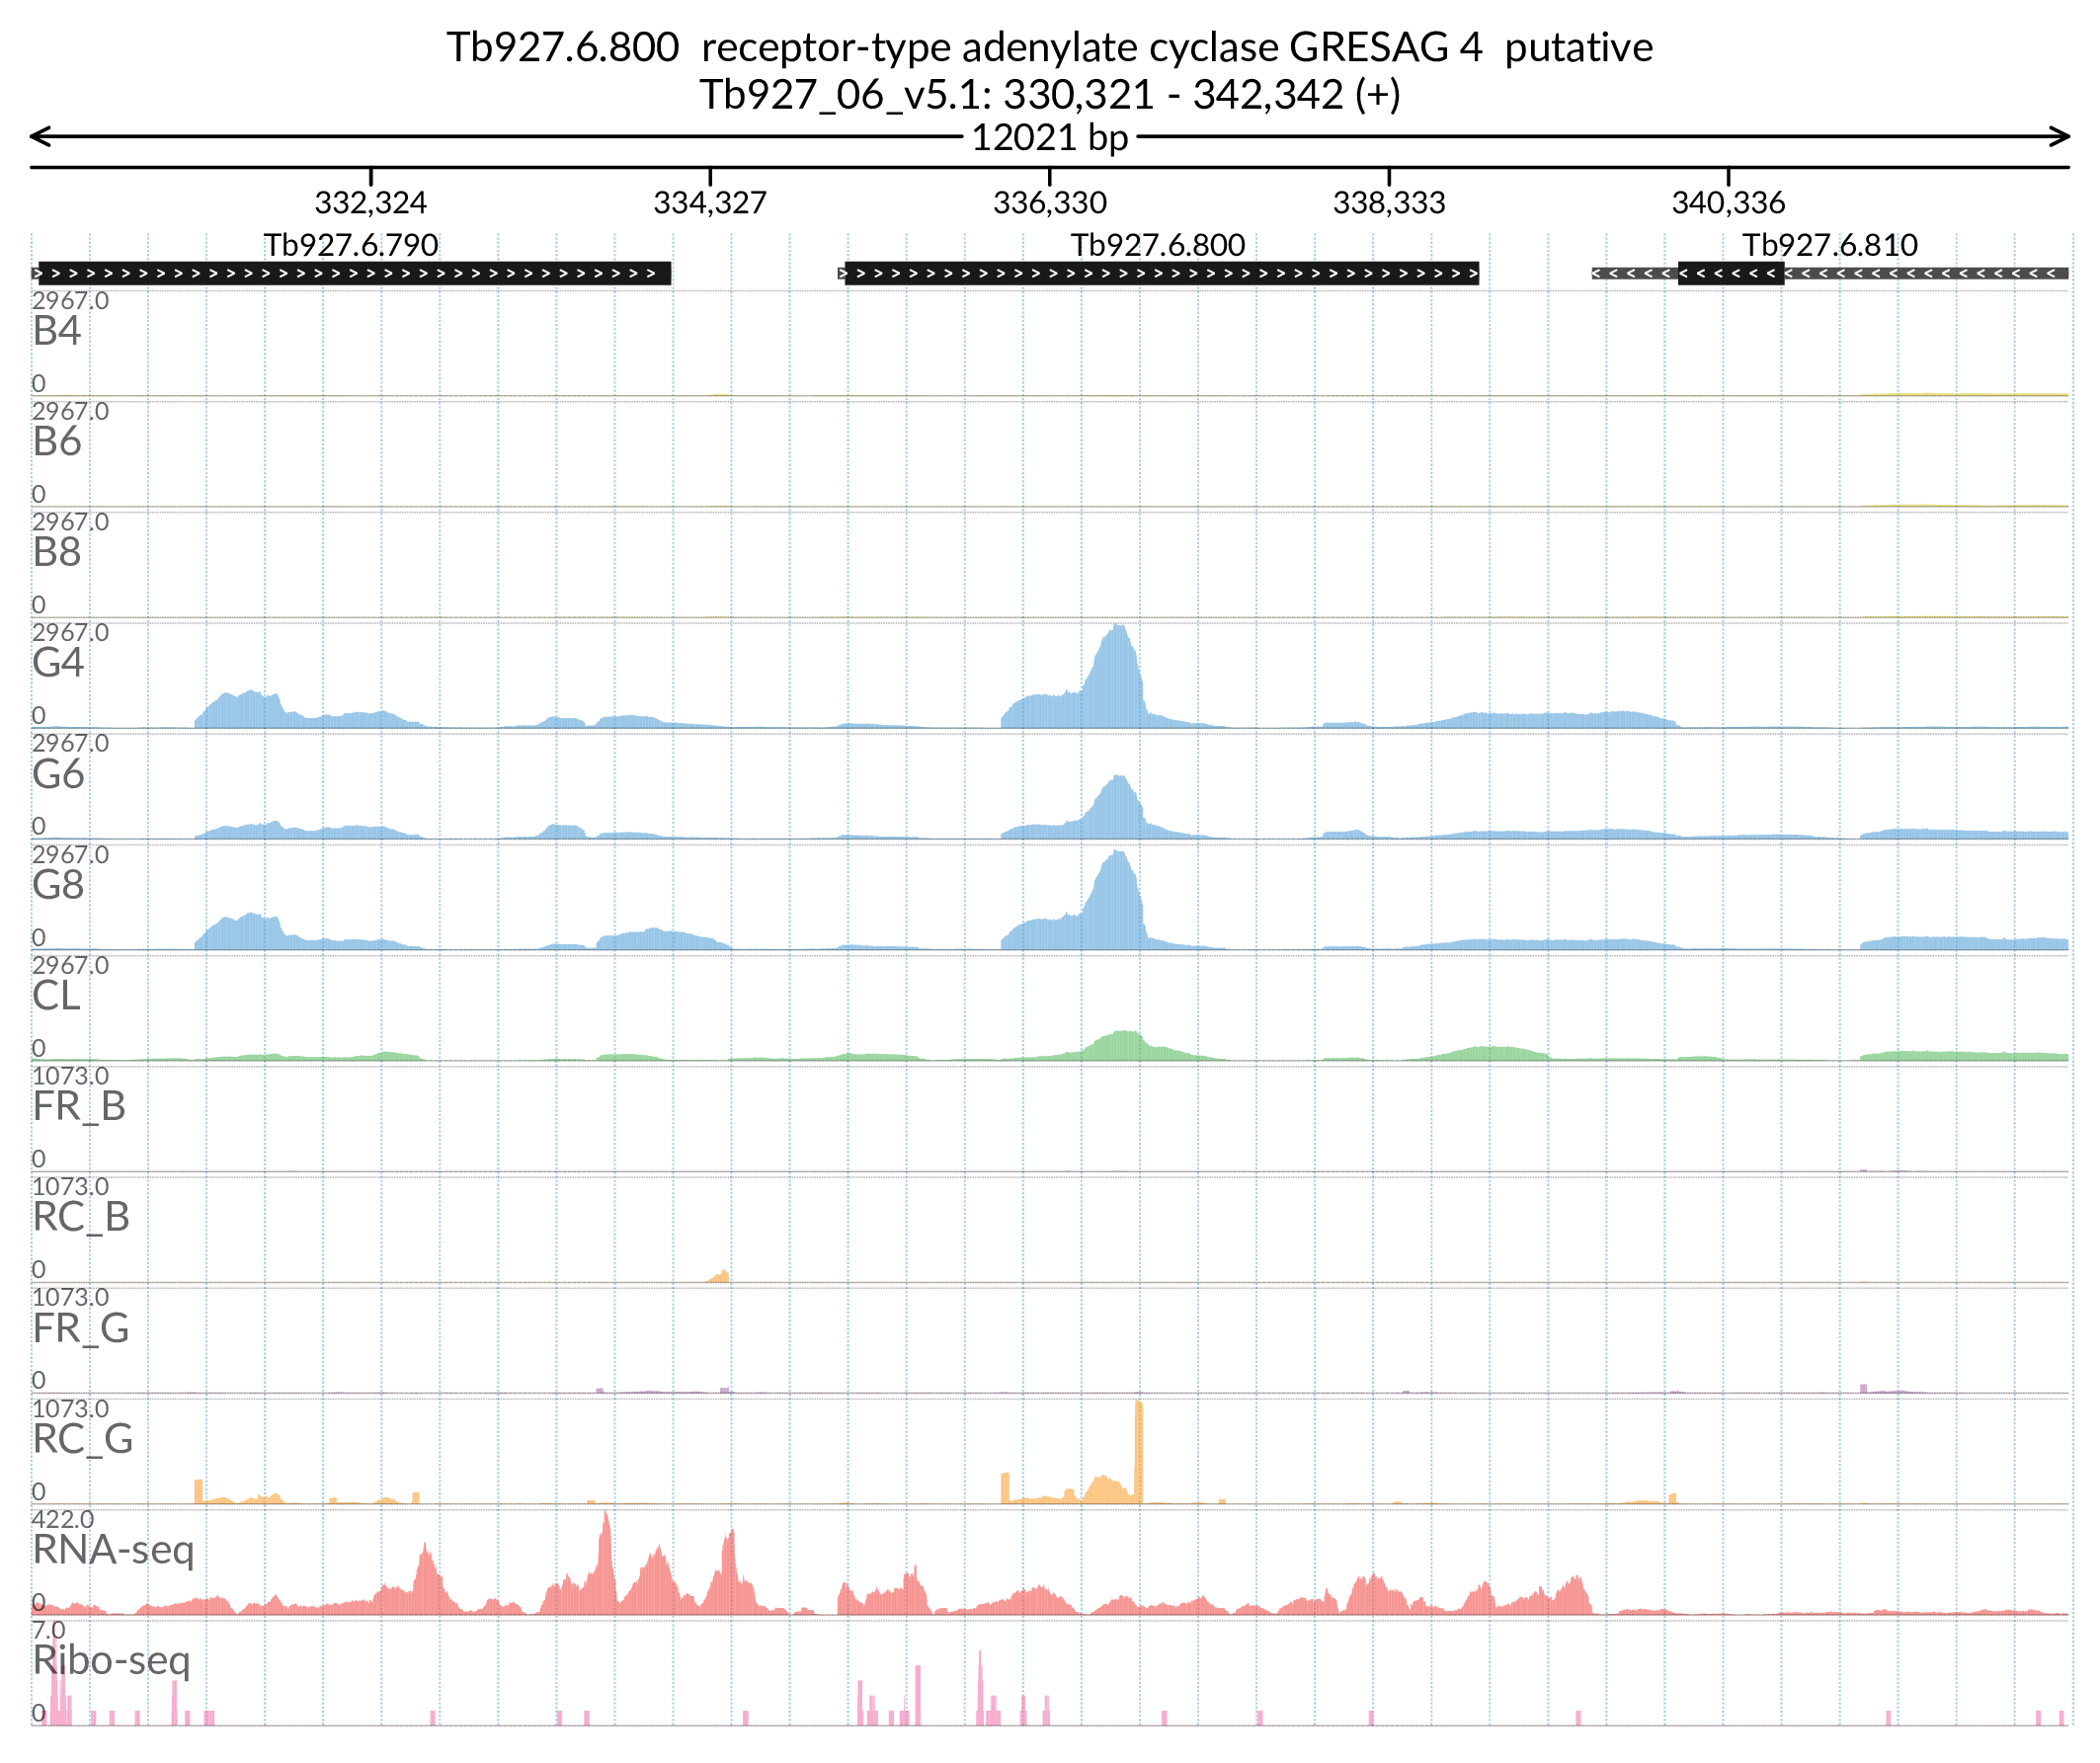 Tb927.6.800 receptor-type adenylate cyclase GRESAG 4 putative
Tb927_06_v5.1: 330,321 - 342,342 (+)
12021 bp
332,324 334,327 336,330 338,333 340,336
Tb927.6.790 Tb927.6.800 Tb927.6.810
2967.0
B4
0
2967.0
B6
0
2967.0
B8
0
2967.0
G4
0
2967.0
G6
0
2967.0
G8
0
2967.0
CL
0
1073.0
FR_B
0
1073.0
RC_B
0
1073.0
FR_G
0
1073.0
RC_G
0
422.0
RNA-seq
0
7.0
Ribo-seq
0